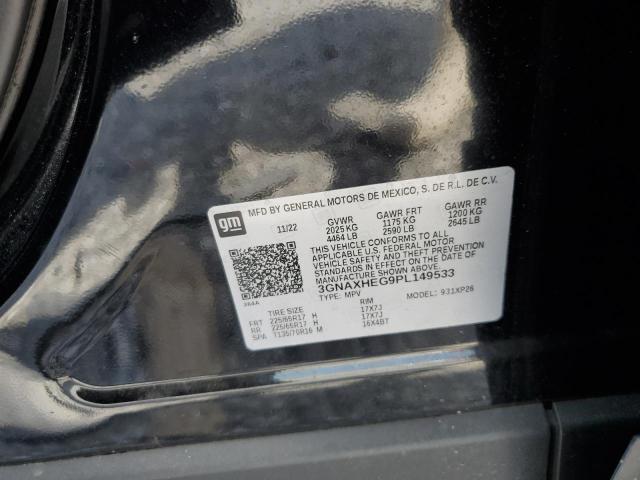 MFD BY GENERAL MOTORS DE MEXICO, S. DE R.L. DE C.V.
gm
11/22 GVWR GAWR FRT GAWR RR
2025 KG 1175 KG 1200 KG
4464 LB 2590 LB 2645 LB
THIS VEHICLE CONFORMS TO ALL
APPLICABLE U.S. FEDERAL MOTOR
VEHICLE SAFETY AND THEFT PREVENTION
STANDARDS IN EFFECT ON THE DATE OF
MANUFACTURE SHOWN ABOVE.
3GNAXHEG9PL149533
TYPE: MPV MODEL: 931XP26
TIRE SIZE RIM
FRT 225/65R17 H 17X7J
RR 225/65R17 H 17X7J
SPA T135/70R16 M 16X4BT